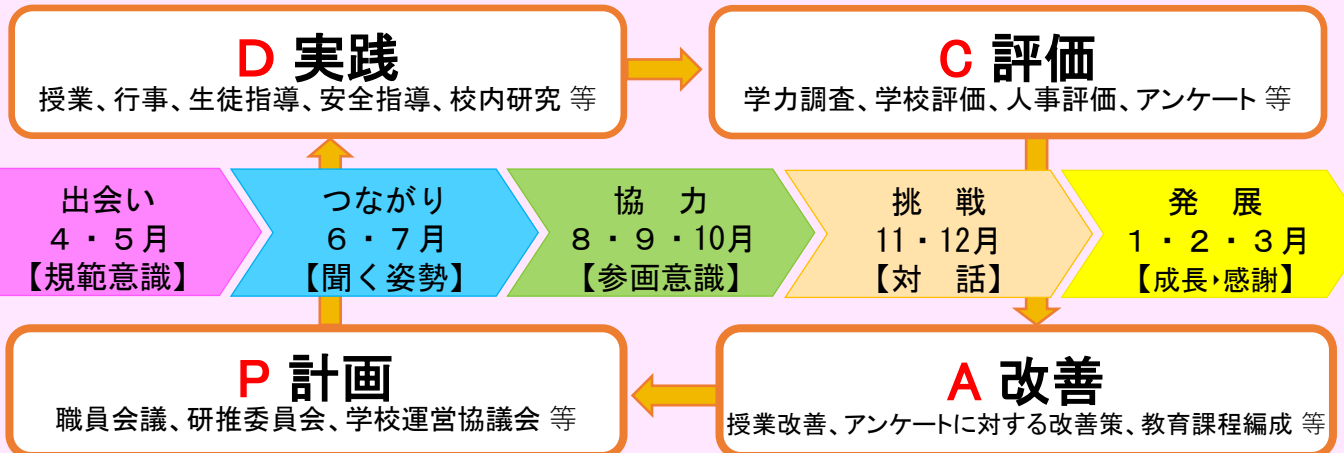 D 実践
授業、行事、生徒指導、安全指導、校内研究 等
C 評価
学力調査、学校評価、人事評価、アンケート 等
出会い
４・５月
【規範意識】
つながり
６・７月
【聞く姿勢】
協　力
８・９・10月
【参画意識】
挑　戦
11・12月
【対　話】
発　展
１・２・３月
【成長・感謝】
P 計画
職員会議、研推委員会、学校運営協議会 等
A 改善
授業改善、アンケートに対する改善策、教育課程編成 等